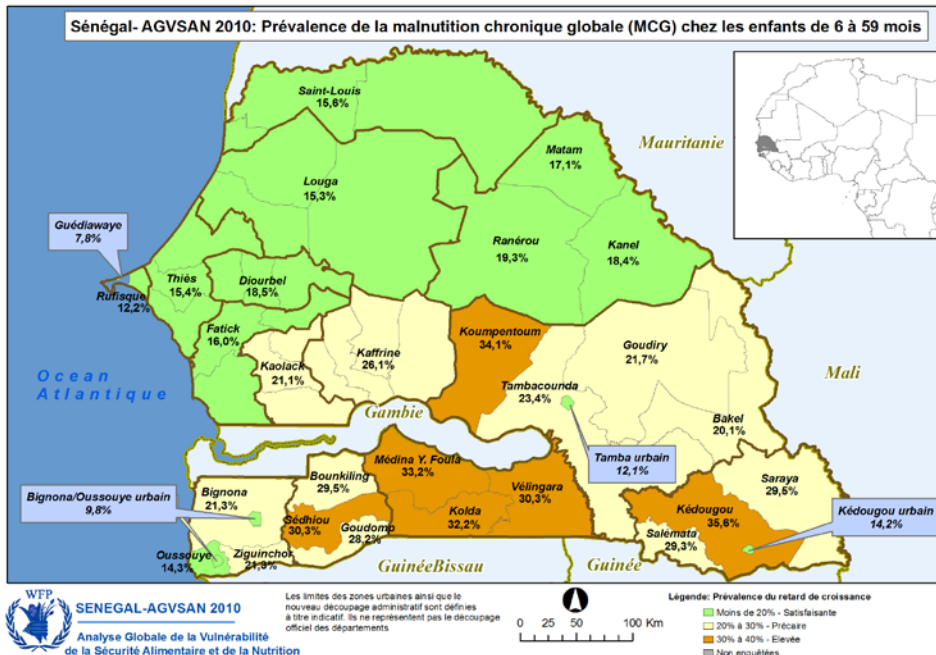 Sénégal- AGVSAN 2010: Prévalence de la malnutition chronique globale (MCG) chez les enfants de 6 à 59 mois
Saint-Louis
15,6%
Mauritanie
Matam
17,1%
Louga
15,3%
Guédiawaye
7,8%
Ranérou
19,3%
Kanel
18,4%
Thiès
15,4%
Diourbel
18,5%
Rufisque
12,2%
Fatick
16,0%
Koumpentoum
34,1%
Goudiry
21,7%
Kaffrine
26,1%
Kaolack
21,1%
Ocean
Atlantique
Mali
Tambacounda
23,4%
Gambie
Bakel
20,1%
Tamba urbain
12,1%
Médina Y. Foula
33,2%
Bounkiling
29,5%
Vélingara
30,3%
Saraya
29,5%
Bignona
21,3%
Bignona/Oussouye urbain
9,8%
Kolda
32,2%
Kédougou
35,6%
Kédougou urbain
14,2%
Sédhiou
30,3%
Goudomp
28,2%
Salémata
29,3%
Oussouye
14,3%
Ziguinchor
21,3%
GuinéeBissau
Guinée
WFP
SENEGAL-AGVSAN 2010
Analyse Globale de la Vulnérabilité
de la Sécurité Alimentaire et de la Nutrition
Les limites des zones urbaines ainsi que le
nouveau découpage administratif sont définies
à titre indicatif. Ils ne représentent pas le découpage
officiel des départements
0 25 50 100 Km
Légende: Prévalence du retard de croissance
Moins de 20% - Satisfaisante
20% à 30% - Précaire
30% à 40% - Elevée
Non enquêtées